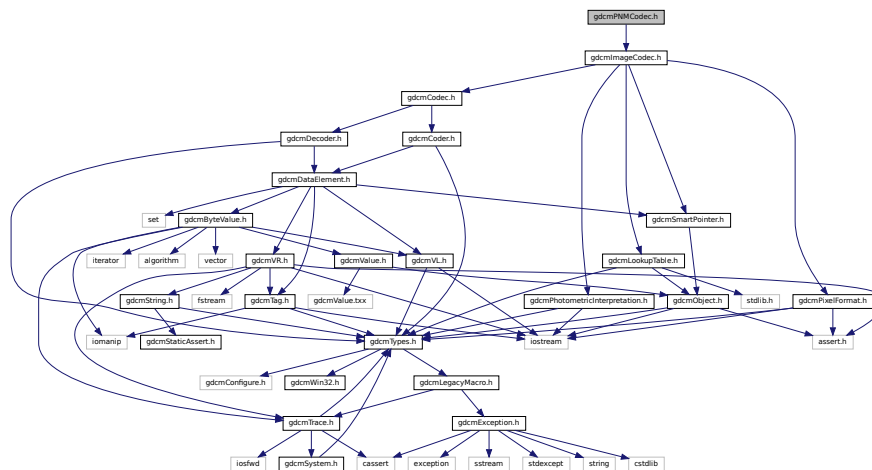 gdcmPNMCodec.h
gdcmImageCodec.h
gdcmCodec.h
gdcmDecoder.h
gdcmCoder.h
gdcmDataElement.h
set
gdcmByteValue.h
gdcmSmartPointer.h
iterator
algorithm
vector
gdcmVR.h
gdcmValue.h
gdcmVL.h
gdcmLookupTable.h
gdcmString.h
fstream
gdcmTag.h
gdcmValue.txx
gdcmPhotometricInterpretation.h
gdcmObject.h
stdlib.h
gdcmPixelFormat.h
iomanip
gdcmStaticAssert.h
gdcmTypes.h
iostream
assert.h
gdcmConfigure.h
gdcmWin32.h
gdcmLegacyMacro.h
gdcmTrace.h
gdcmException.h
iosfwd
gdcmSystem.h
cassert
exception
sstream
stdexcept
string
cstdlib